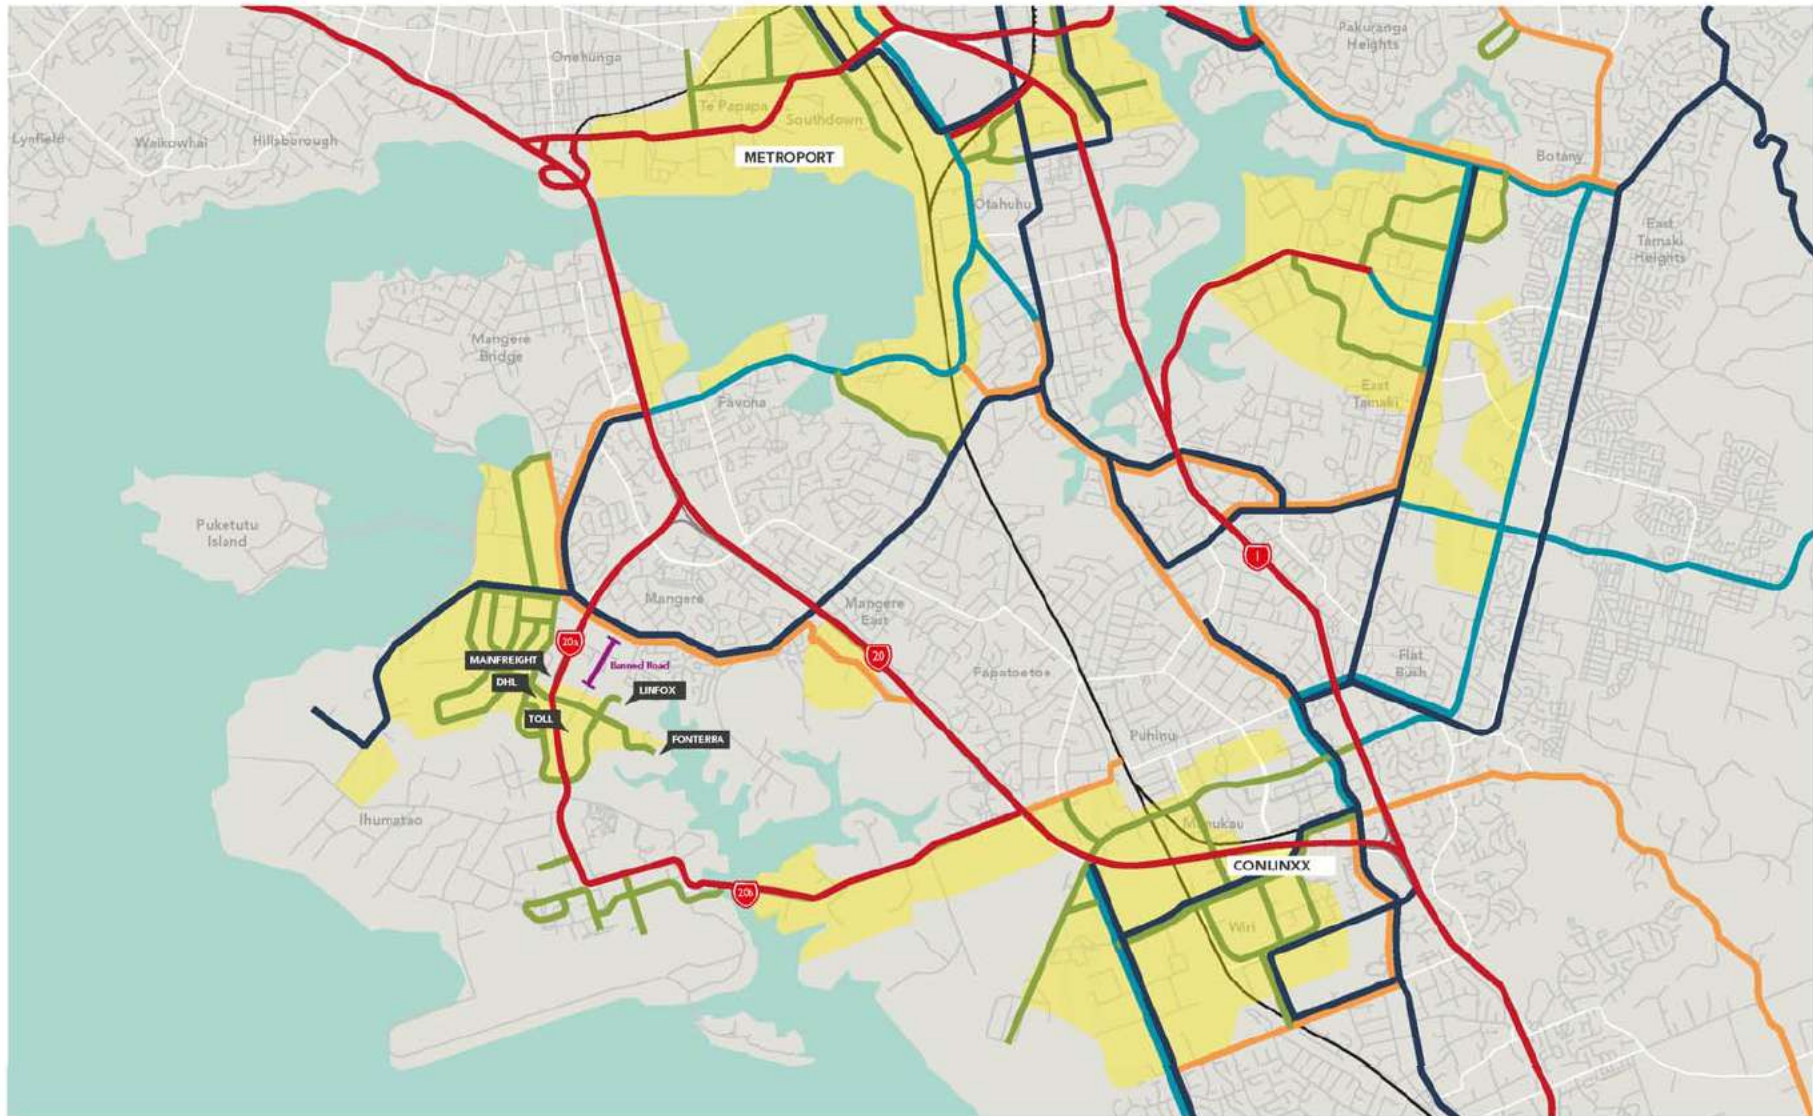 Pakuranga
Heights
Onehunga
Te Papapa
Southdown
Lynfield
Waikowhai
Hillsborough
METROPORT
Botany
Otahuhu
East
Tamaki
Heights
Mangere
Bridge
East
Tamaki
Favona
Puketutu
Island
1
Mangere
Mangere
East
20a
20
MAINFREIGHT
Banned Road
DHL
LINFOX
Papatoetoe
Flat
Bush
TOLL
FONTERRA
Puhinui
Ihumatao
Manukau
CONLINXX
20b
Wiri